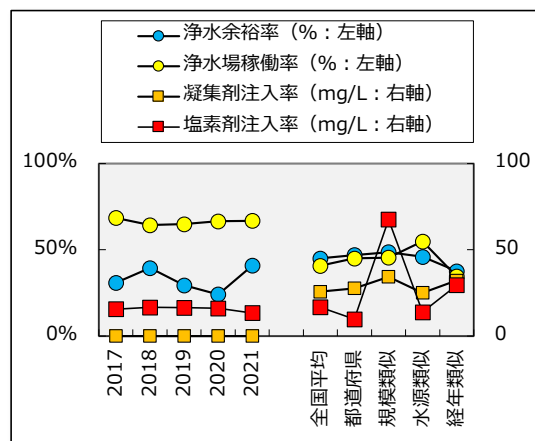 浄水余裕率（%：左軸）
浄水場稼働率（%：左軸）
凝集剤注入率（mg/L：右軸）
塩素剤注入率（mg/L：右軸）
100%
100
50%
50
0%
0
2017
2018
2019
2020
2021
全国平均
都道府県
規模類似
水源類似
経年類似